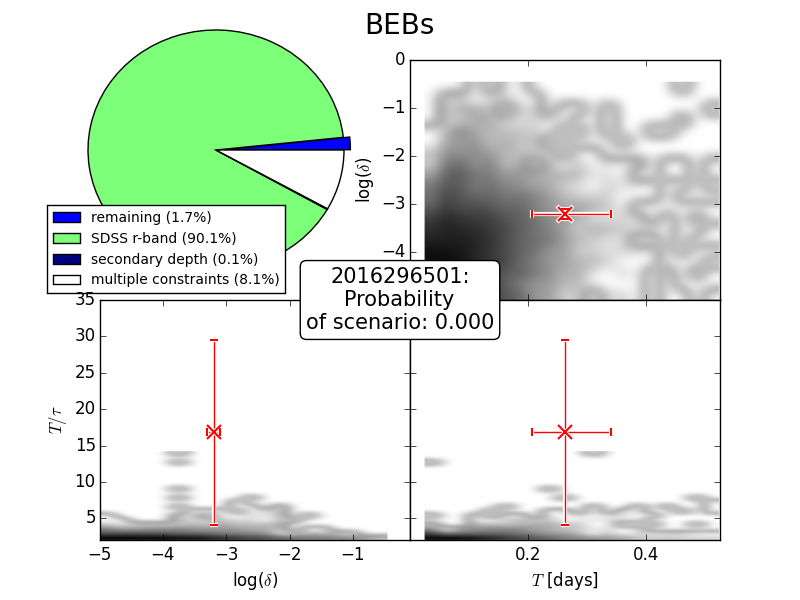 BEBs
remaining (1.7%)
SDSS r-band (90.1%)
secondary depth (0.1%)
multiple constraints (8.1%)
0
−1
−2
−3
−4
log(δ)
2016296501:
Probability
of scenario: 0.000
35
30
25
20
15
10
5
T/τ
−5 −4 −3 −2 −1
log(δ)
0.2 0.4
T [days]